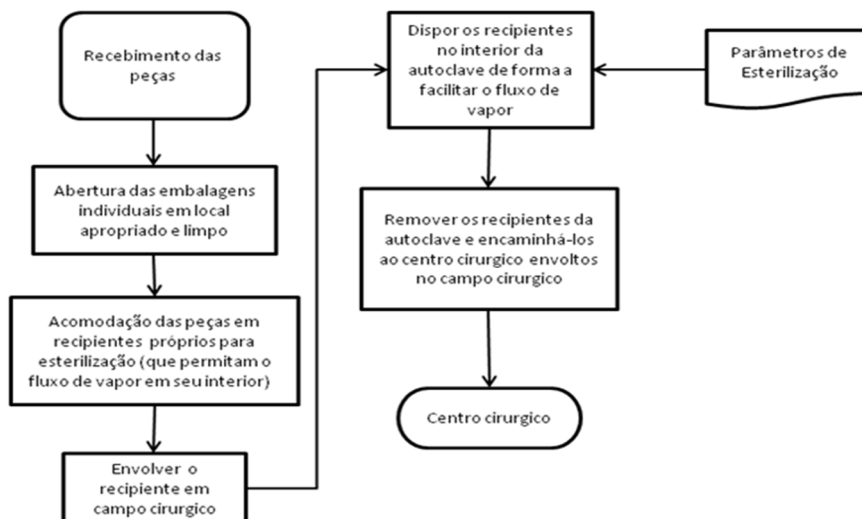 Recebimento das
peças
Abertura das embalagens
individuais em local
apropriado e limpo
Acomodação das peças em
recipientes próprios para
esterilização (que permitam o
fluxo de vapor em seu interior)
Envolver o
recipiente em
campo cirurgico
Dispor os recipientes
no interior da
autoclave de forma a
facilitar o fluxo de
vapor
Parâmetros de
Esterilização
Remover os recipientes da
autoclave e encaminhá-los
ao centro cirurgico envoltos
no campo cirurgico
Centro cirurgico